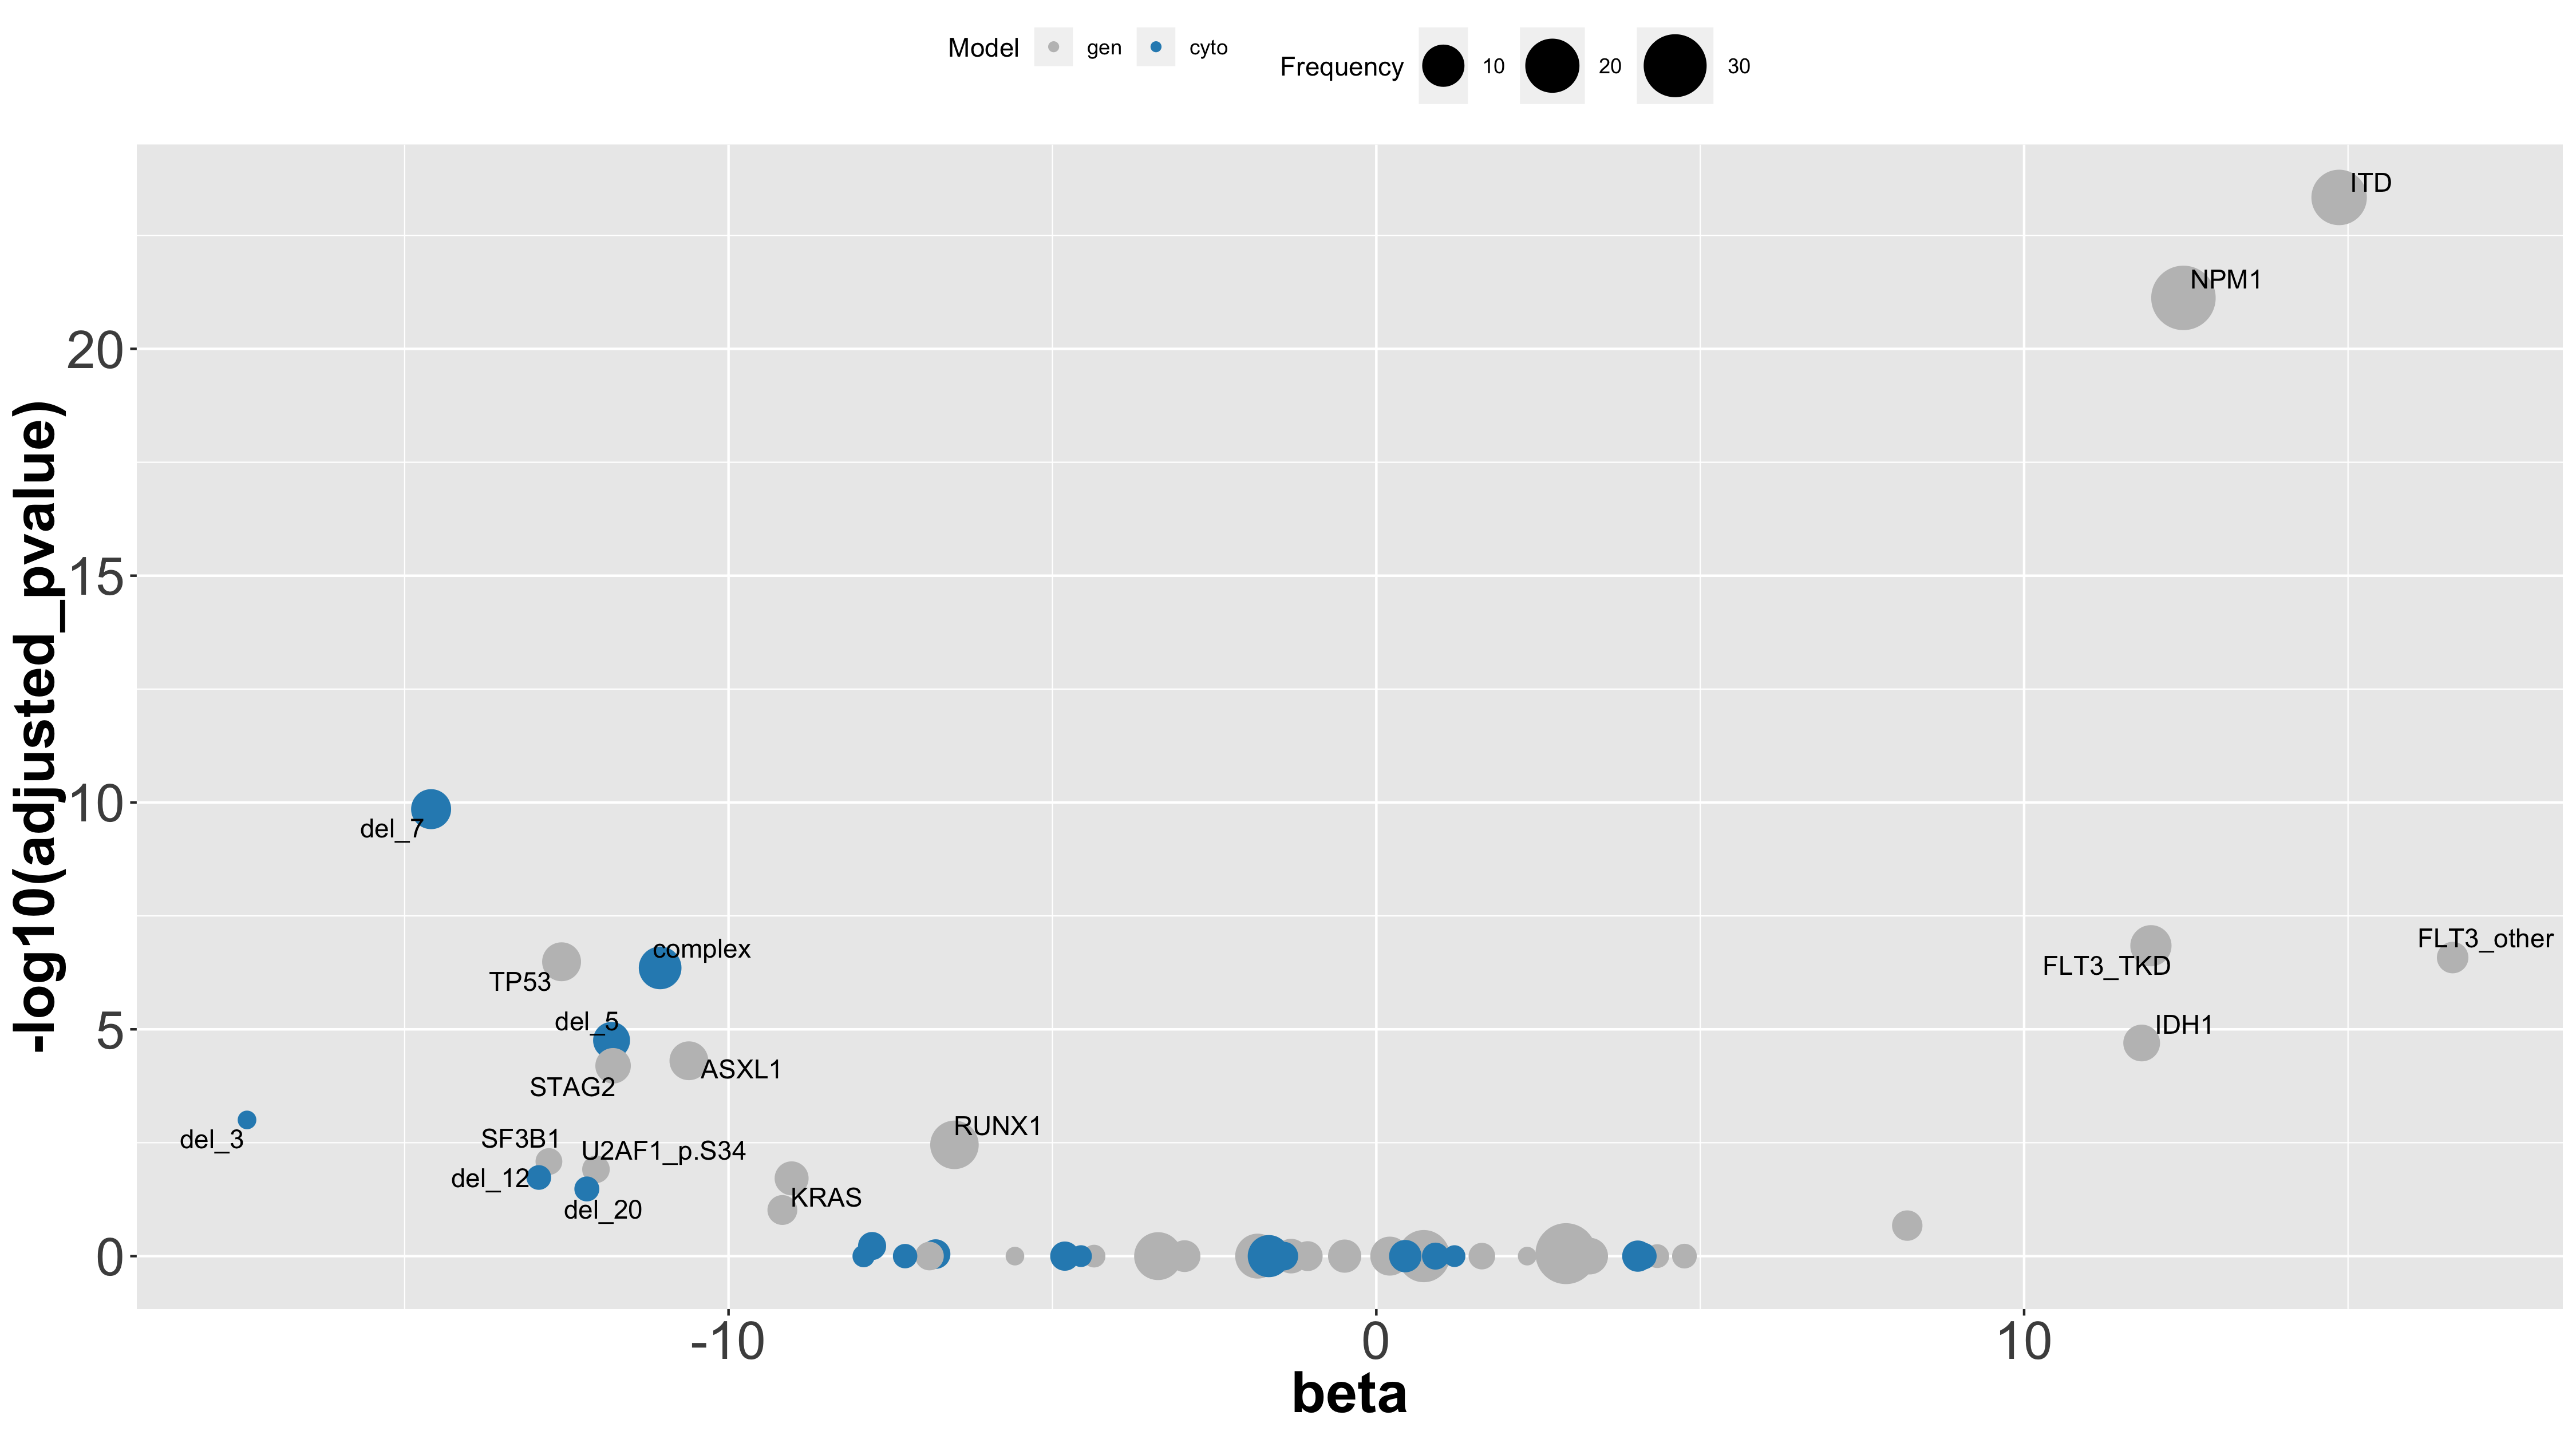 Model gen cyto Frequency 10 20 30
-log10(adjusted_pvalue)
20
15
10
5
0
ITD
NPM1
del_7
complex
FLT3_other
TP53
FLT3_TKD
del_5
IDH1
ASXL1
STAG2
RUNX1
del_3
SF3B1
U2AF1_p.S34
del_12
KRAS
del_20
-10 0 10
beta